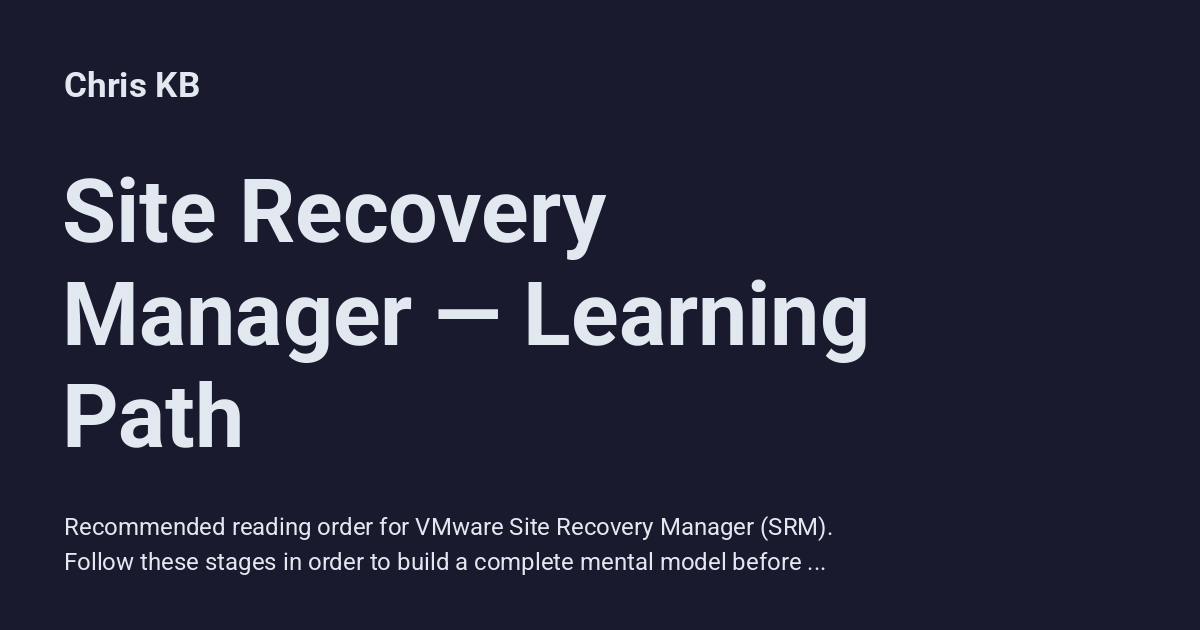 Chris KB
Site Recovery
Manager — Learning
Path
Recommended reading order for VMware Site Recovery Manager (SRM).
Follow these stages in order to build a complete mental model before ...